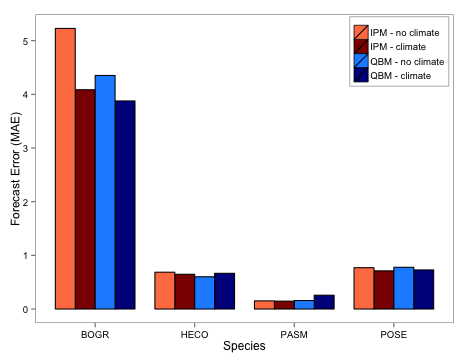 IPM - no climate
IPM - climate
QBM - no climate
QBM - climate
Forecast Error (MAE)
5
4
3
2
1
0
BOGR HECO PASM POSE
Species